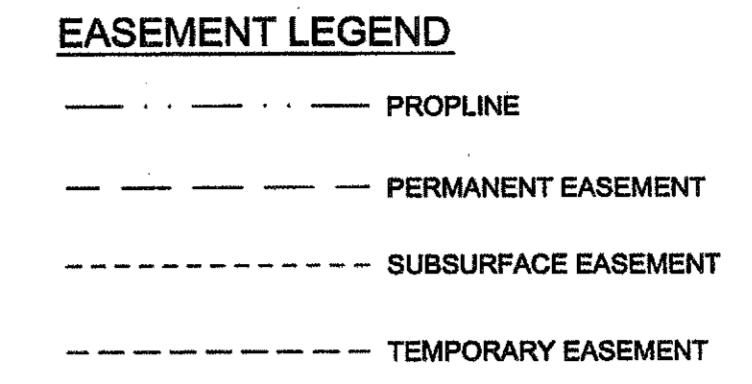 EASEMENT LEGEND
PROPLINE
PERMANENT EASEMENT
SUBSURFACE EASEMENT
TEMPORARY EASEMENT